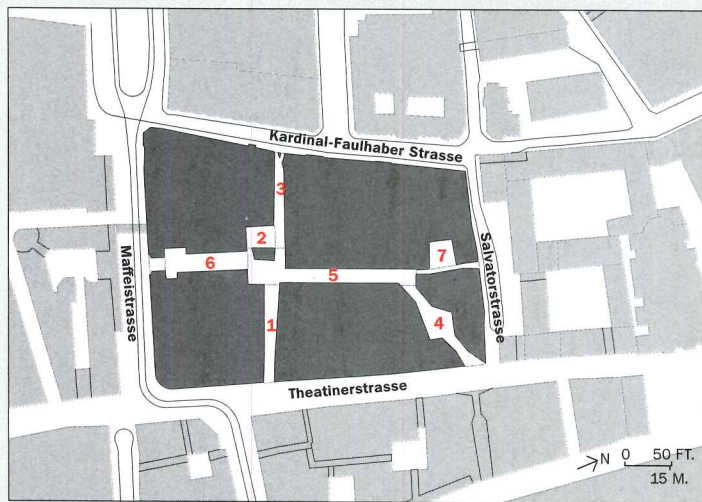 Kardinal-Faulhaber Strasse
3
2
7
6
5
Maffeistrasse
Salvatorstrasse
1
4
Theatinerstrasse
N
0 50 FT.
15 M.